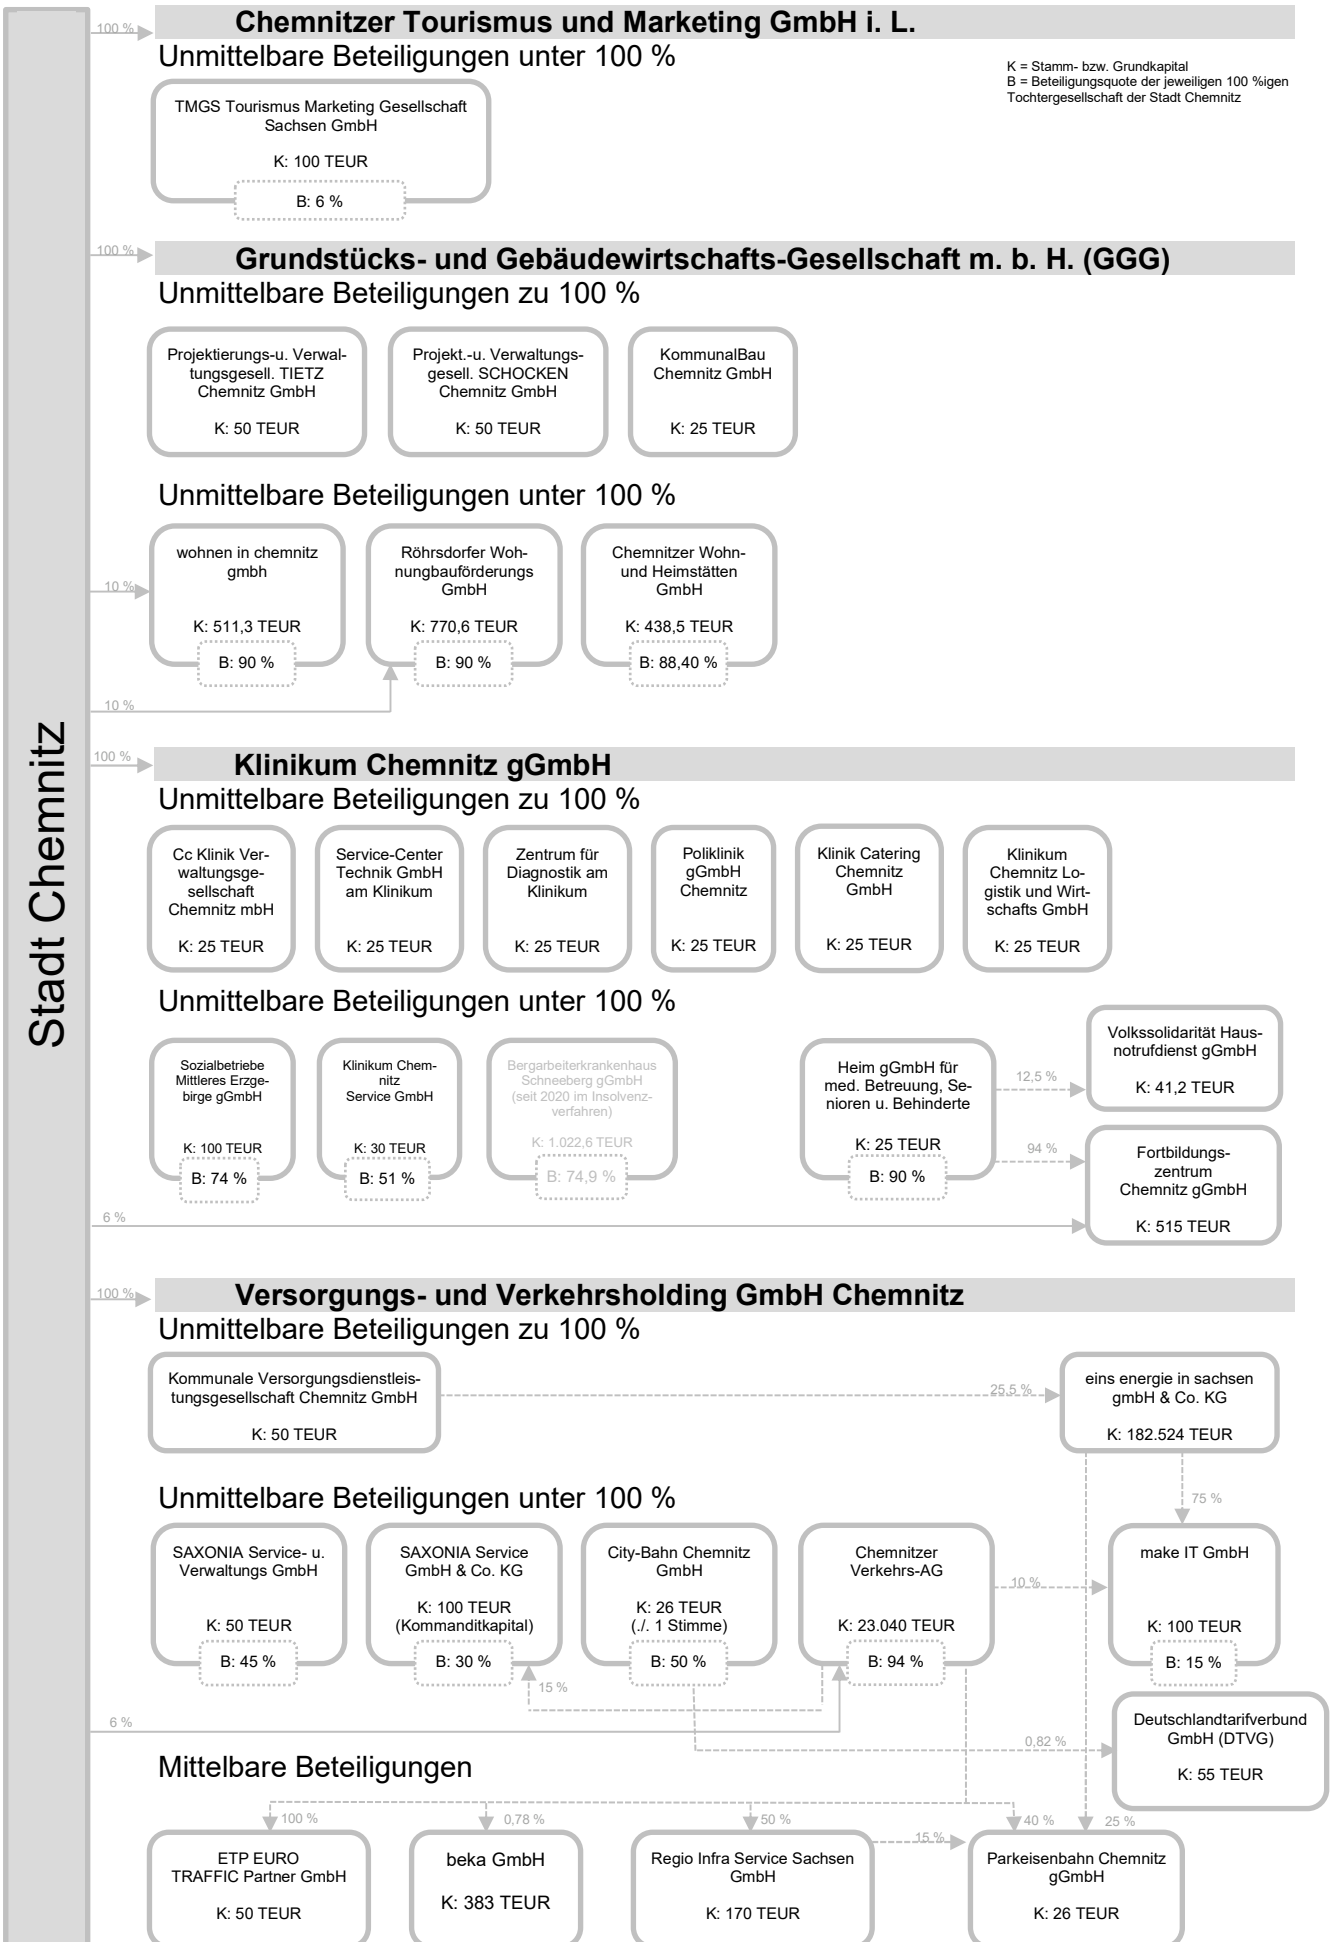 Stadt Chemnitz
100 %
Chemnitzer Tourismus und Marketing GmbH i. L.
Unmittelbare Beteiligungen unter 100 %
K = Stamm- bzw. Grundkapital
B = Beteiligungsquote der jeweiligen 100 %igen
Tochtergesellschaft der Stadt Chemnitz
TMGS Tourismus Marketing Gesellschaft
Sachsen GmbH
K: 100 TEUR
B: 6 %
100 %
Grundstücks- und Gebäudewirtschafts-Gesellschaft m. b. H. (GGG)
Unmittelbare Beteiligungen zu 100 %
Projektierungs-u. Verwal-
tungsgesell. TIETZ
Chemnitz GmbH
K: 50 TEUR
Projekt.-u. Verwaltungs-
gesell. SCHOCKEN
Chemnitz GmbH
K: 50 TEUR
KommunalBau
Chemnitz GmbH
K: 25 TEUR
Unmittelbare Beteiligungen unter 100 %
10 %
wohnen in chemnitz
gmbh
K: 511,3 TEUR
B: 90 %
Röhrsdorfer Woh-
nungbauförderungs
GmbH
K: 770,6 TEUR
B: 90 %
Chemnitzer Wohn-
und Heimstätten
GmbH
K: 438,5 TEUR
B: 88,40 %
10 %
100 %
Klinikum Chemnitz gGmbH
Unmittelbare Beteiligungen zu 100 %
Cc Klinik Ver-
waltungsge-
sellschaft
Chemnitz mbH
K: 25 TEUR
Service-Center
Technik GmbH
am Klinikum
K: 25 TEUR
Zentrum für
Diagnostik am
Klinikum
K: 25 TEUR
Poliklinik
gGmbH
Chemnitz
K: 25 TEUR
Klinik Catering
Chemnitz
GmbH
K: 25 TEUR
Klinikum
Chemnitz Lo-
gistik und Wirt-
schafts GmbH
K: 25 TEUR
Unmittelbare Beteiligungen unter 100 %
Sozialbetriebe
Mittleres Erzge-
birge gGmbH
K: 100 TEUR
B: 74 %
Klinikum Chem-
nitz
Service GmbH
K: 30 TEUR
B: 51 %
Bergarbeiterkrankenhaus
Schneeberg gGmbH
(seit 2020 im Insolvenz-
verfahren)
K: 1.022,6 TEUR
B: 74,9 %
Heim gGmbH für
med. Betreuung, Se-
nioren u. Behinderte
K: 25 TEUR
B: 90 %
12,5 %
Volkssolidarität Haus-
notrufdienst gGmbH
K: 41,2 TEUR
94 %
Fortbildungs-
zentrum
Chemnitz gGmbH
K: 515 TEUR
6 %
100 %
Versorgungs- und Verkehrsholding GmbH Chemnitz
Unmittelbare Beteiligungen zu 100 %
Kommunale Versorgungsdienstleis-
tungsgesellschaft Chemnitz GmbH
K: 50 TEUR
25,5 %
eins energie in sachsen
gmbH & Co. KG
K: 182.524 TEUR
75 %
Unmittelbare Beteiligungen unter 100 %
SAXONIA Service- u.
Verwaltungs GmbH
K: 50 TEUR
B: 45 %
SAXONIA Service
GmbH & Co. KG
K: 100 TEUR
(Kommanditkapital)
B: 30 %
City-Bahn Chemnitz
GmbH
K: 26 TEUR
(./. 1 Stimme)
B: 50 %
Chemnitzer
Verkehrs-AG
K: 23.040 TEUR
B: 94 %
10 %
make IT GmbH
K: 100 TEUR
B: 15 %
15 %
6 %
0,82 %
Deutschlandtarifverbund
GmbH (DTVG)
K: 55 TEUR
Mittelbare Beteiligungen
100 %
0,78 %
50 %
40 %
25 %
ETP EURO
TRAFFIC Partner GmbH
K: 50 TEUR
beka GmbH
K: 383 TEUR
Regio Infra Service Sachsen
GmbH
K: 170 TEUR
15 %
Parkeisenbahn Chemnitz
gGmbH
K: 26 TEUR